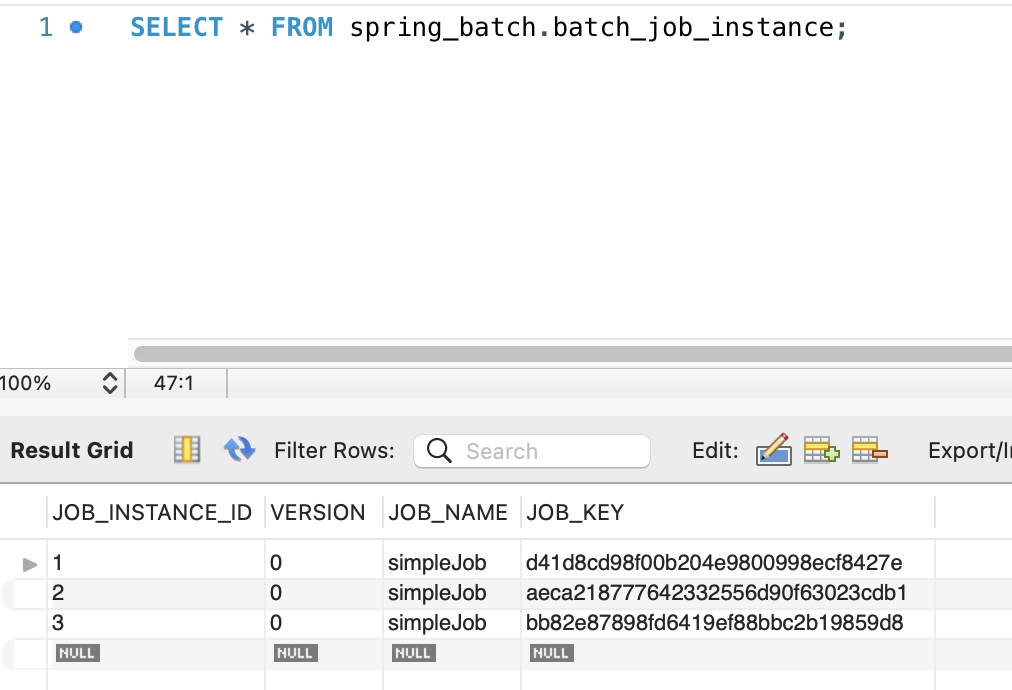 1 SELECT * FROM spring_batch.batch_job_instance;
100% 47:1
Result Grid Filter Rows: Search Edit: Export/I
JOB_INSTANCE_ID VERSION JOB_NAME JOB_KEY
1 0 simpleJob d41d8cd98f00b204e9800998ecf8427e
2 0 simpleJob aeca218777642332556d90f63023cdb1
3 0 simpleJob bb82e87898fd6419ef88bbc2b19859d8
NULL NULL NULL NULL